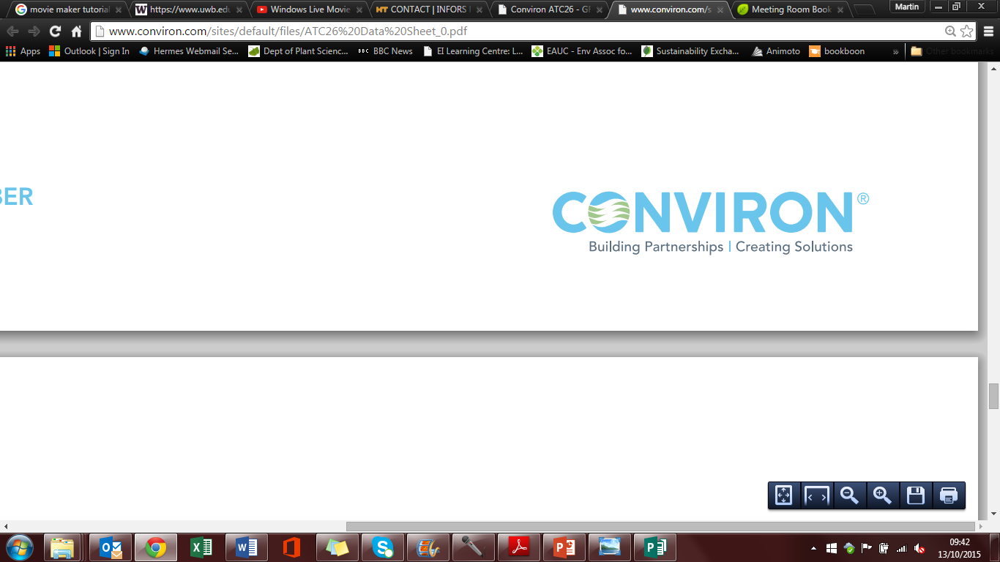 movie maker tutorial
https://www.uwb.edu
Windows Live Movie
CONTACT | INFORS
Conviron ATC26 - G
www.conviron.com/s
Meeting Room Book
Martin
www.conviron.com/sites/default/files/ATC26%20Data%20Sheet_0.pdf
Apps
Outlook | Sign In
Hermes Webmail Se...
Dept of Plant Scienc...
BBC BBC News
EI Learning Centre: L...
EAUC - Env Assoc fo...
Sustainability Excha...
Animoto
bookboon
»
Other bookmarks
BER
CONVIRON®
Building Partnerships | Creating Solutions
09:42
13/10/2015